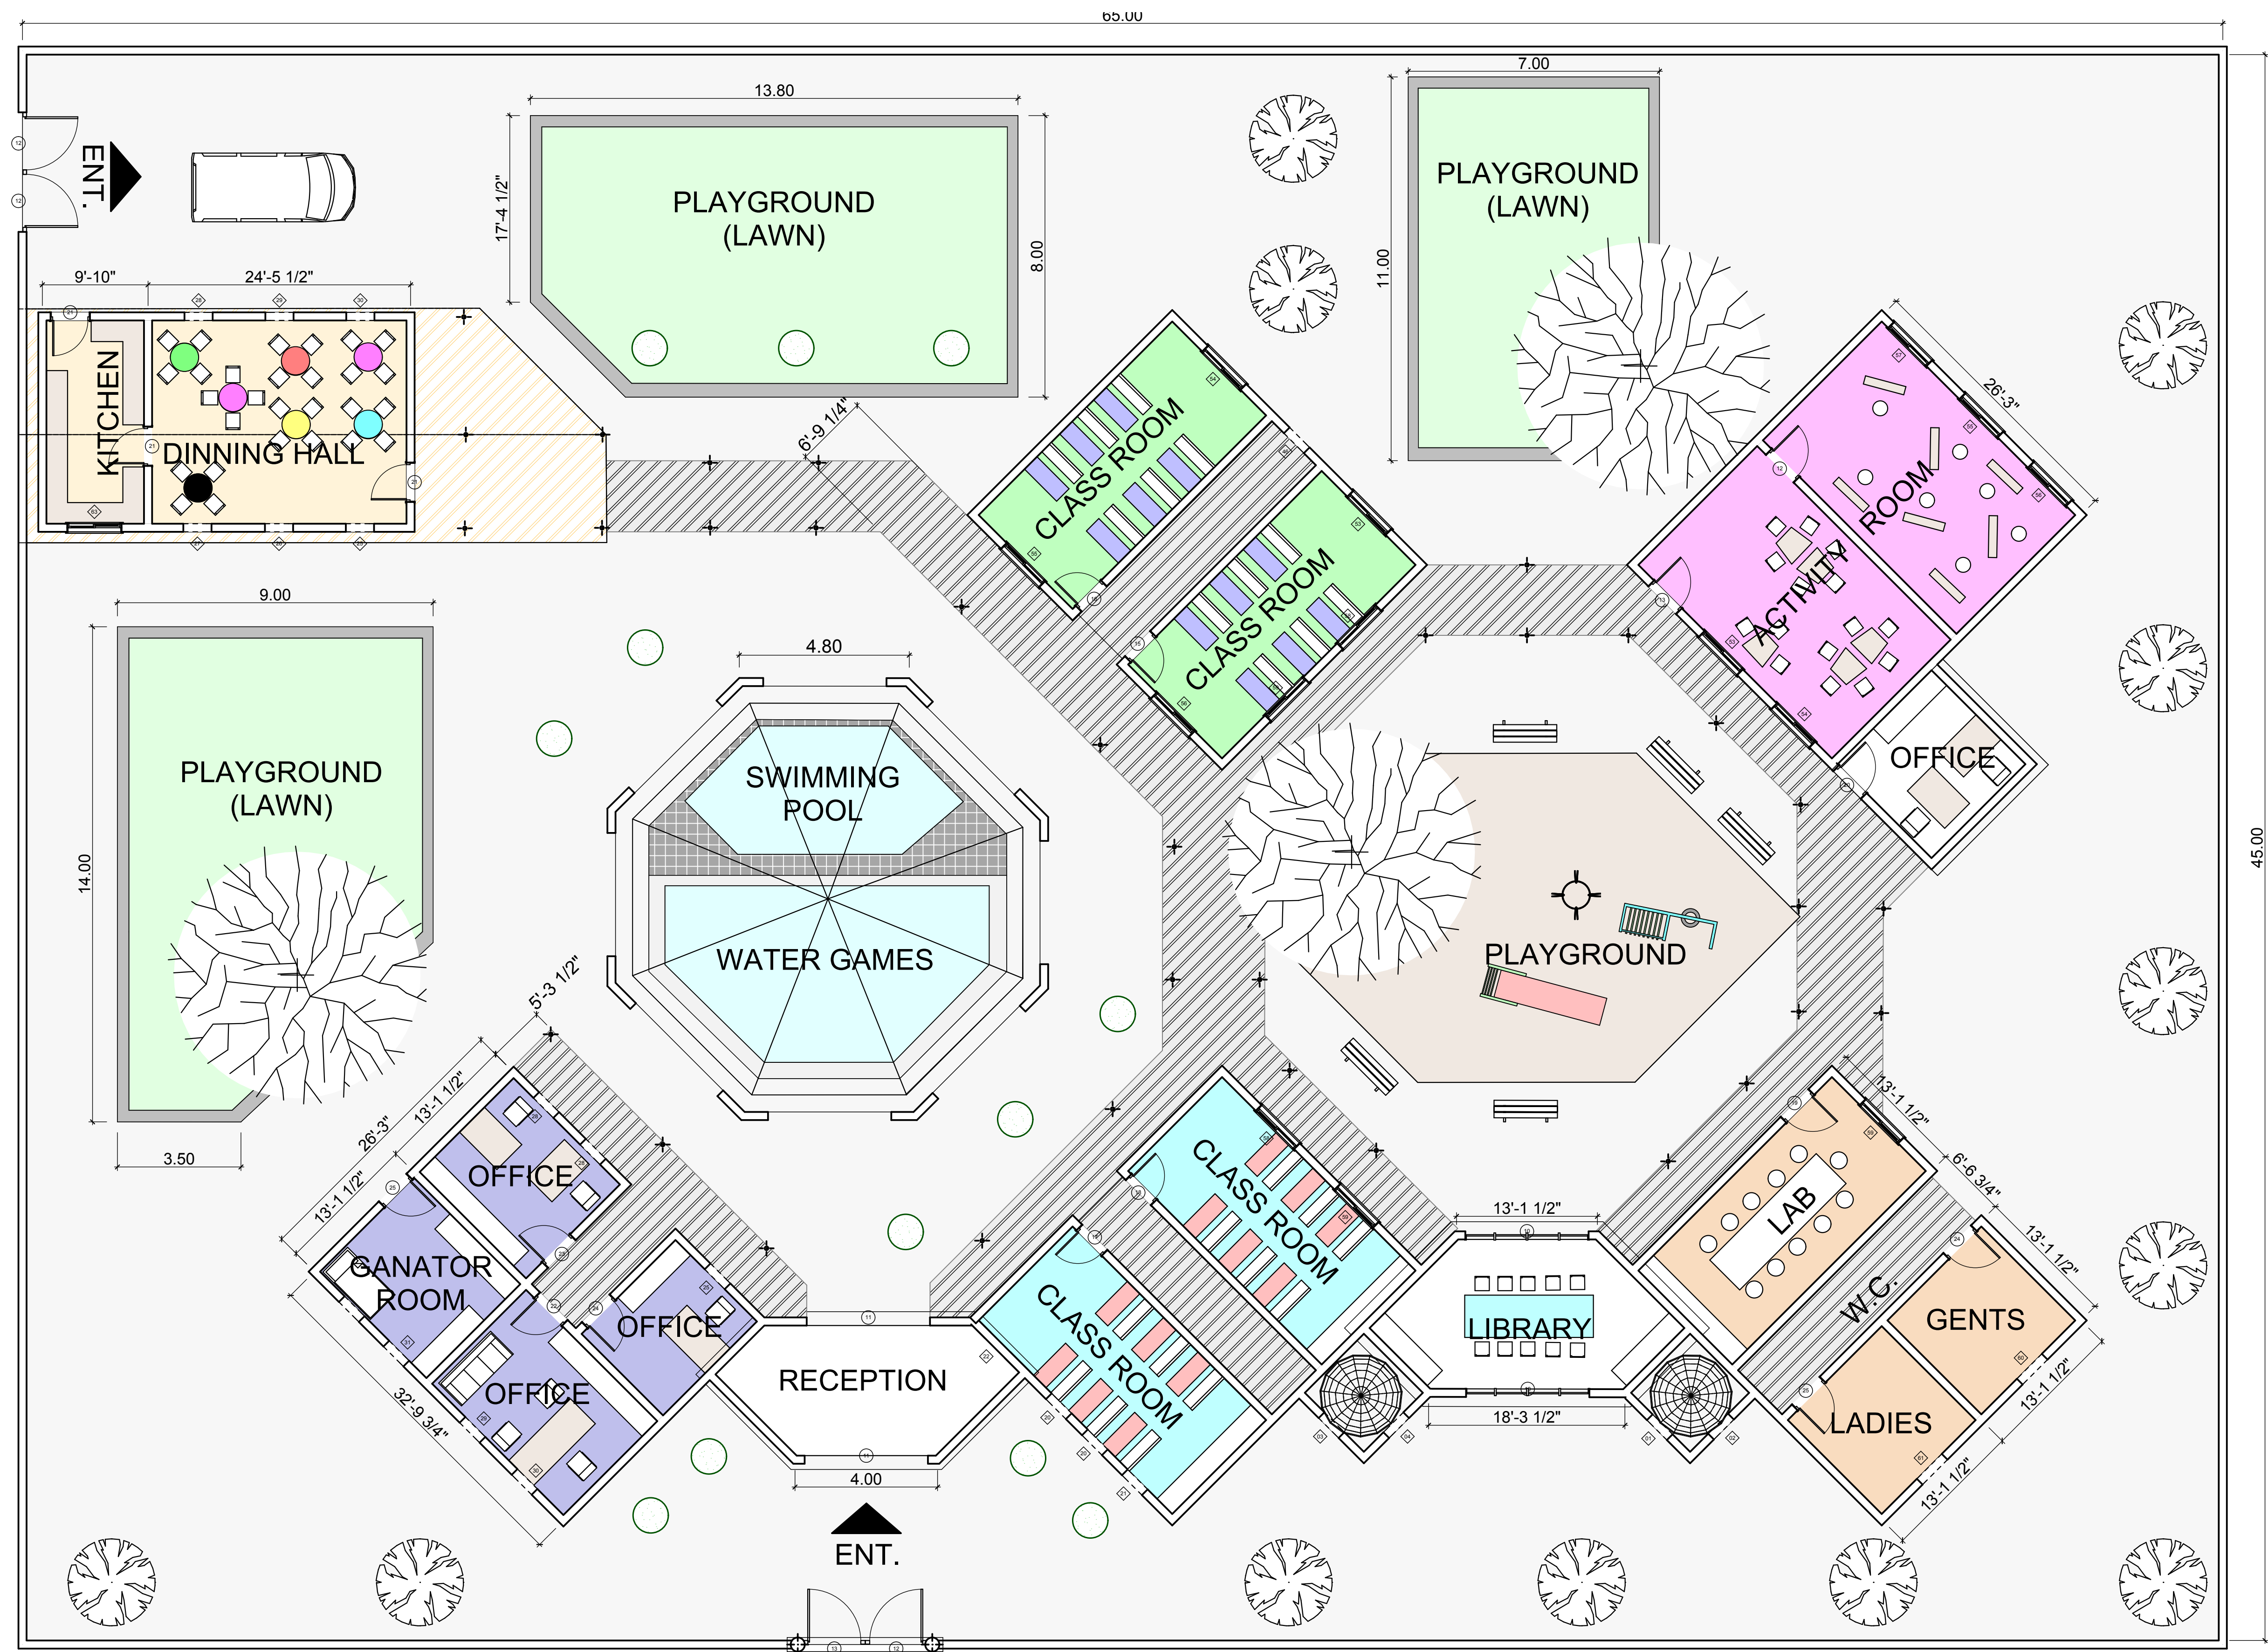 65.00
7.00
13.80
ENT.
17'-4 1/2"
PLAYGROUND
(LAWN)
8.00
11.00
PLAYGROUND
(LAWN)
9'-10"
24'-5 1/2"
KITCHEN
DINNING HALL
6'-9 1/4"
CLASS ROOM
CLASS ROOM
26'-3"
ACTIVITY ROOM
OFFICE
45.00
9.00
14.00
PLAYGROUND
(LAWN)
3.50
4.80
SWIMMING
POOL
WATER GAMES
PLAYGROUND
5'-3 1/2"
13'-1 1/2"
26'-3"
13'-1 1/2"
OFFICE
GANATOR
ROOM
OFFICE
OFFICE
32'-9 3/4"
RECEPTION
4.00
ENT.
CLASS ROOM
CLASS ROOM
13'-1 1/2"
LIBRARY
18'-3 1/2"
LAB
13'-1 1/2"
6'-6 3/4"
13'-1 1/2"
W.C.
GENTS
LADIES
13'-1 1/2"
13'-1 1/2"